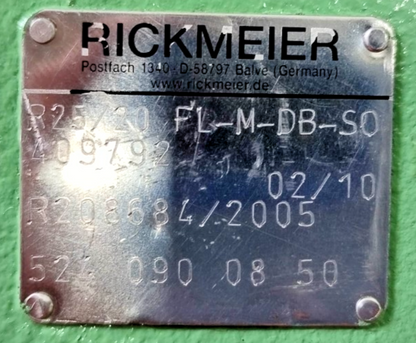 RICKMEIER
Postfach 1340 - D-58797 Balve (Germany)
www.rickmeier.de
FL-M-DB-SO
02/10
R208684/2005
090 08 50